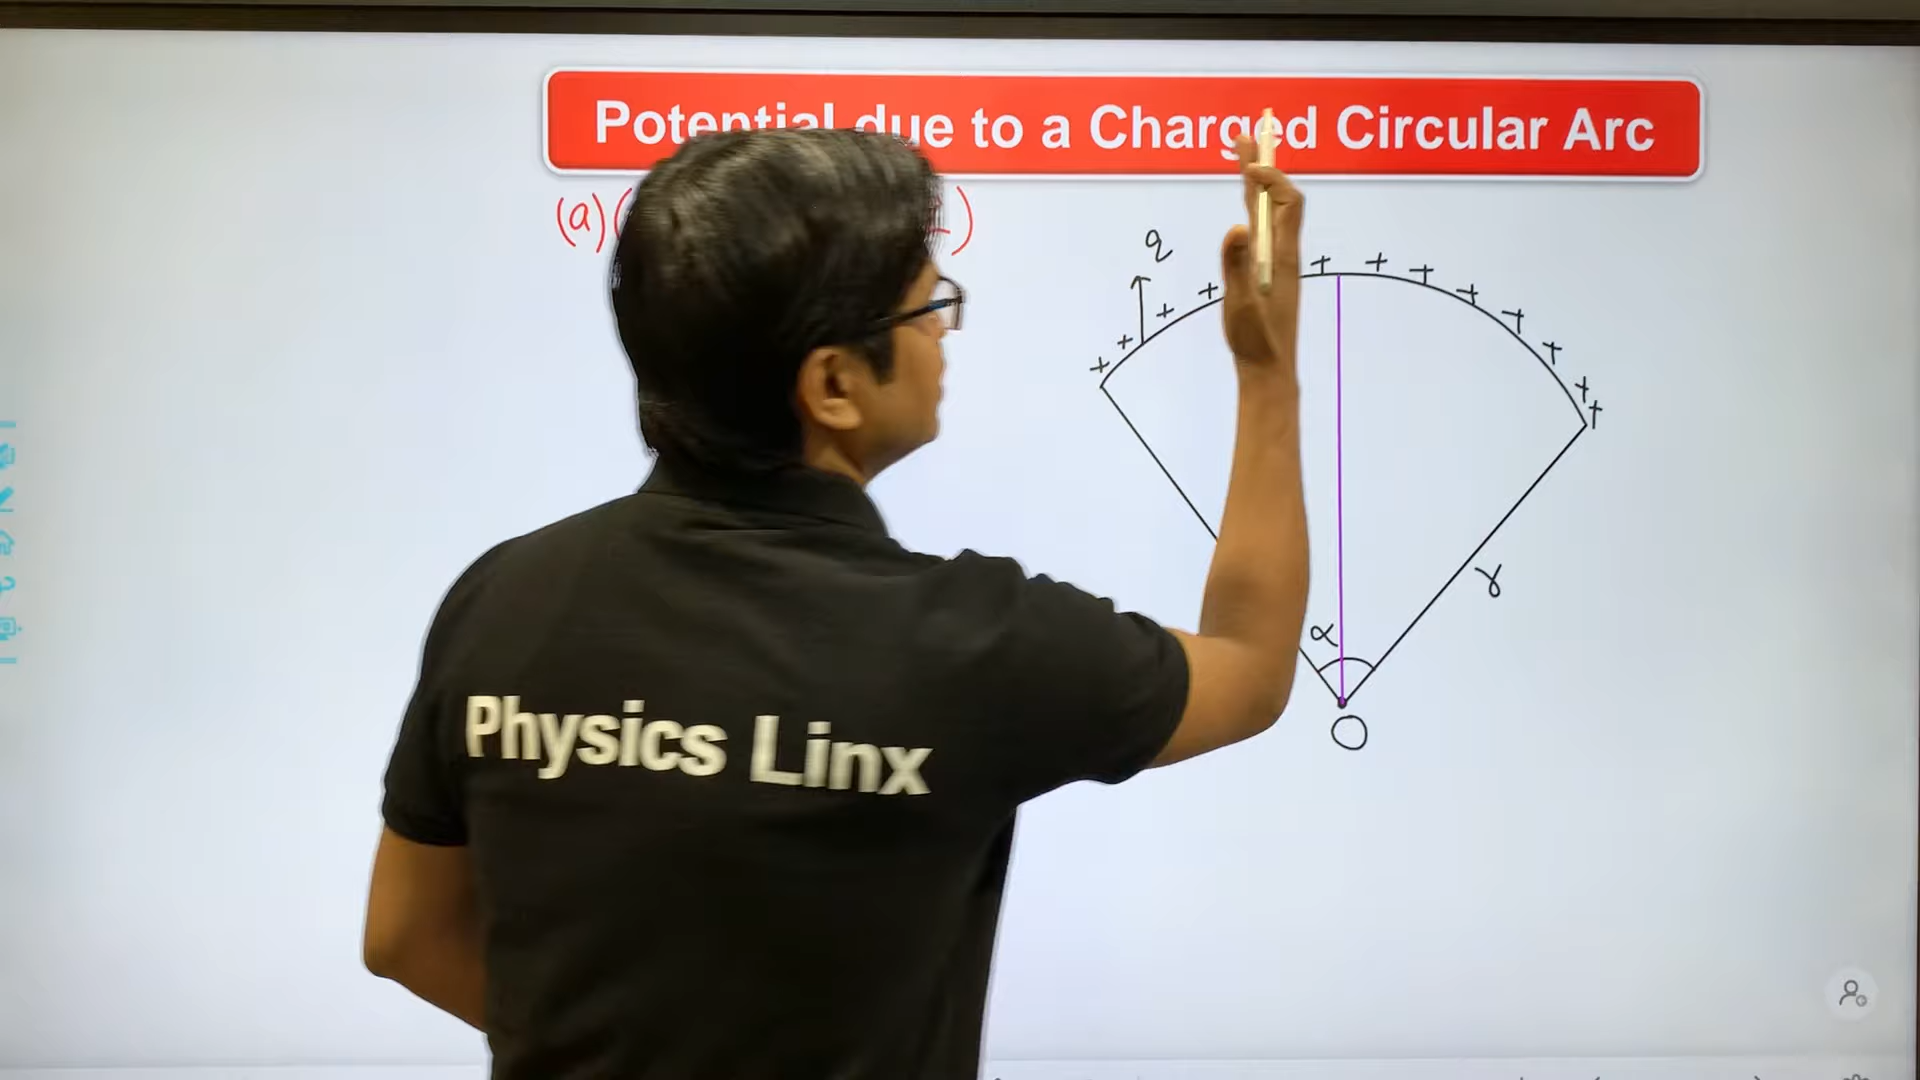 Potential due to a Charged Circular Arc
(a) ( )
q
+ + + + + + + + + + + +
r
α
O
Physics Linx